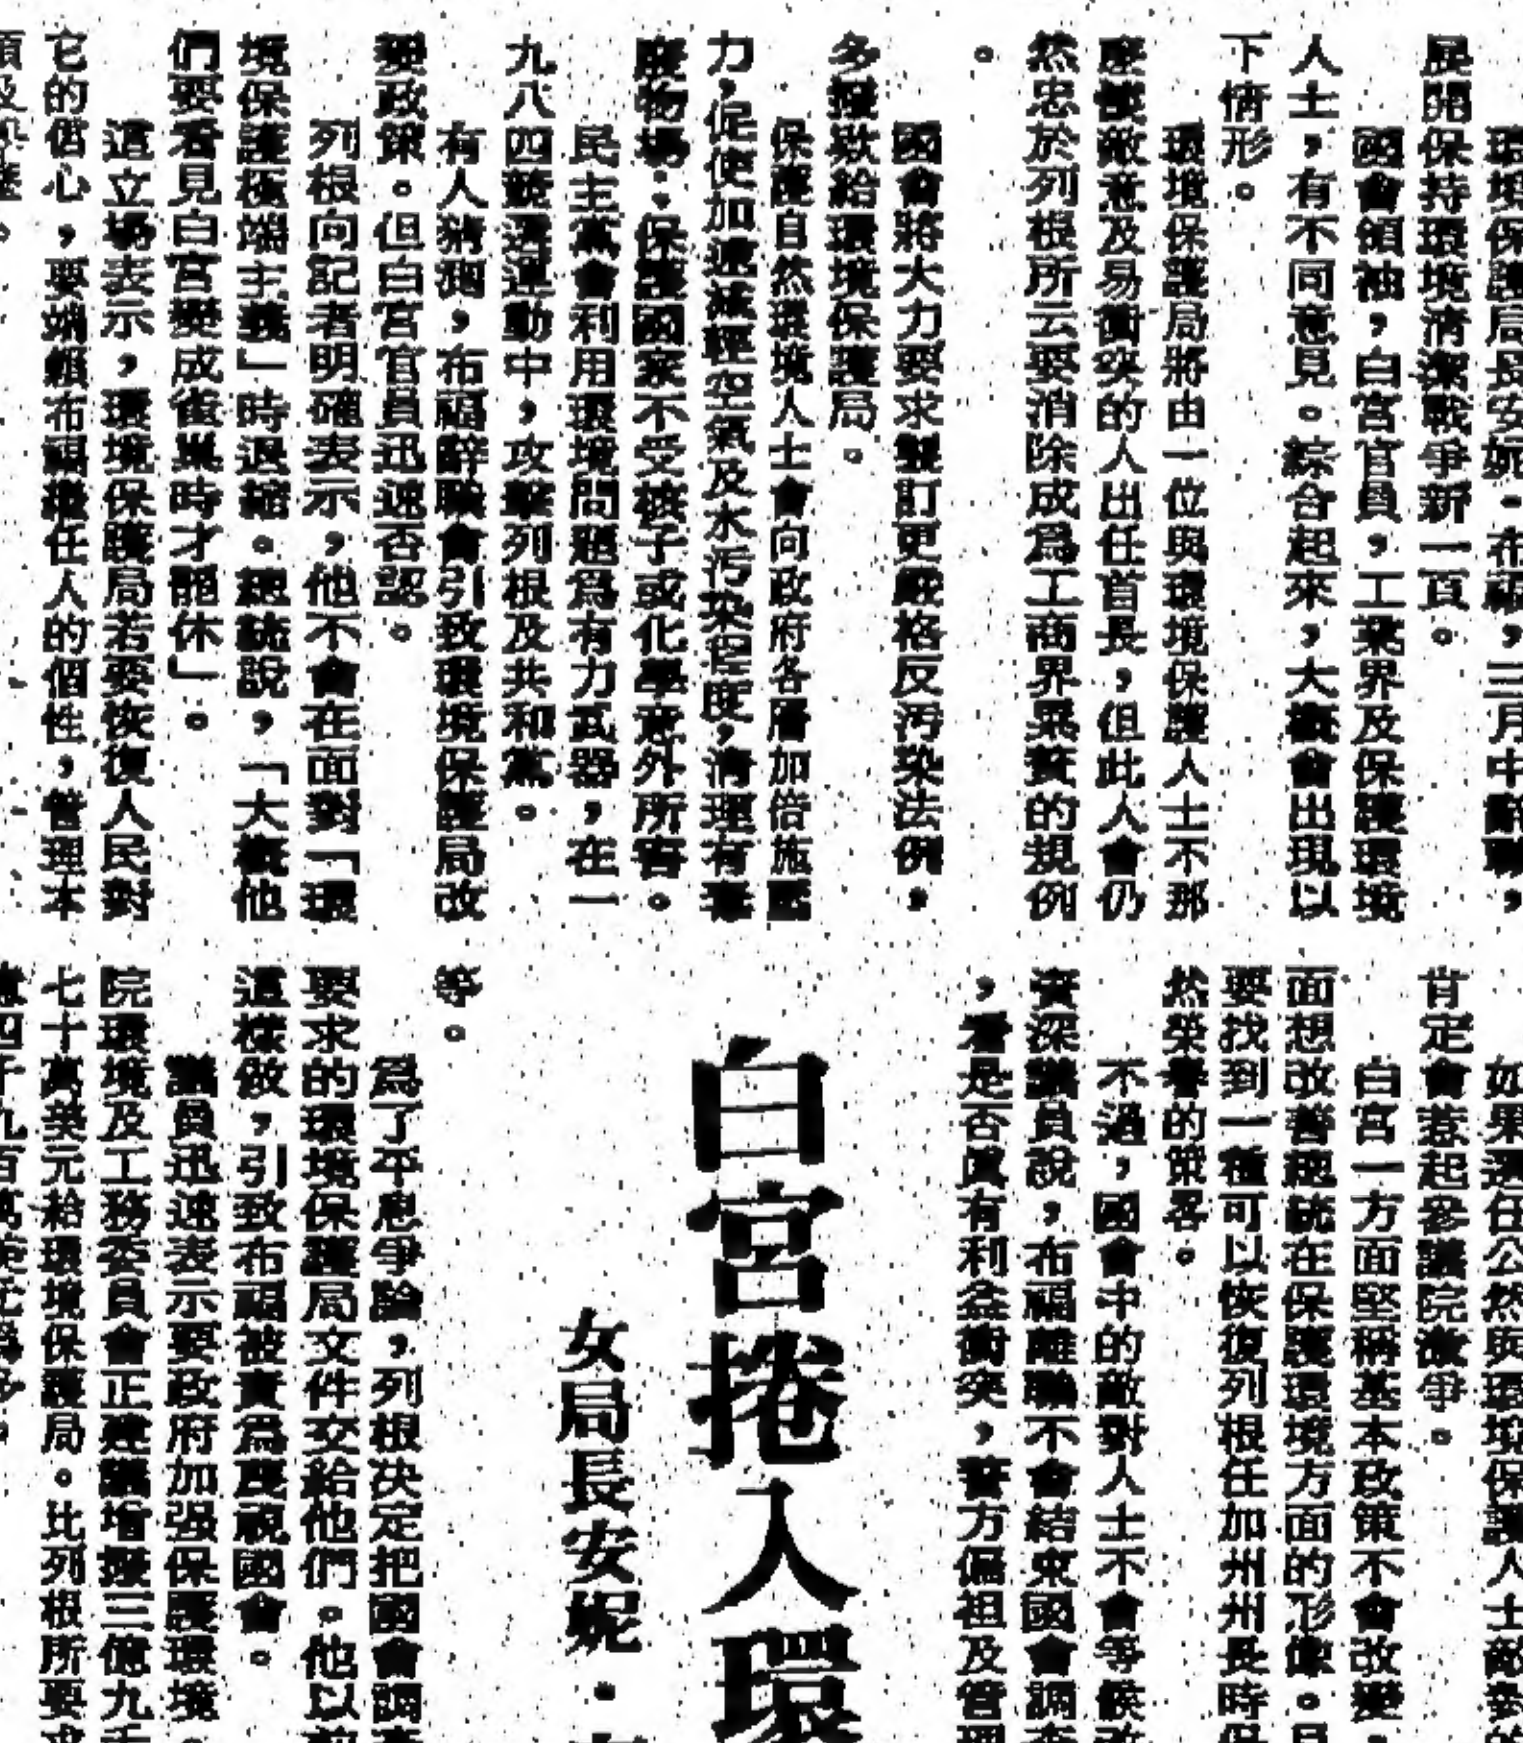 環境保護局長安妮·布福,三月中辭職,
展開保持環境清潔戰爭新一頁。
國會領袖,白宮官員,工業界及保護環境
人士,有不同意見。綜合起來,大概會出現以
下情形。
環境保護局將由一位與環境保護人士不那
麼懷敵意及易衝突的人出任首長,但此人會仍
然忠於列根所云要消除成為工商界累贅的規例
。
國會將大力要求製訂更嚴格反污染法例,
多撥款給環境保護局。
保護自然環境人士會向政府各層加倍施壓
力,促使加速減輕空氣及水污染程度,清理有毒
廢物場;保護國家不受核子或化學意外所害。
民主黨會利用環境問題為有力武器,在一
九八四競選運動中,攻擊列根及共和黨。
有人猜測,布福辭職會引致環境保護局改
變政策。但白宮官員迅速否認。
列根向記者明確表示,他不會在面對「環
境保護極端主義」時退縮。總統說,「大概他
們要看見白宮變成雀巢時才能休」。
這立場表示,環境保護局若要恢復人民對
它的信心,要端賴布福繼任人的個性,管理本
領及
如果選任公然與環境保護人士敵對的
肯定會惹起參議院激爭。
白宮一方面堅稱基本政策不會改變,
面想改善總統在保護環境方面的形像。
要找到一種可以恢復列根任加州州長時
然榮譽的策畧。
不過,國會中的敵對人士不會等候
資深議員說,布福離職不會結束國會調查
,看是否真有利益衝突,警方偏袒及管理
白宮捲入環
女局長安妮·
等。
為了平息爭論,列根決定把國會調查
要求的環境保護局文件交給他們。他以前
這樣做,引致布福被責為蔑視國會。
議員迅速表示要政府加强保護環境。
院環境及工務委員會正建議增撥三億九千
七十萬美元給環境保護局。比列根所要求
四千九百萬美元為多,